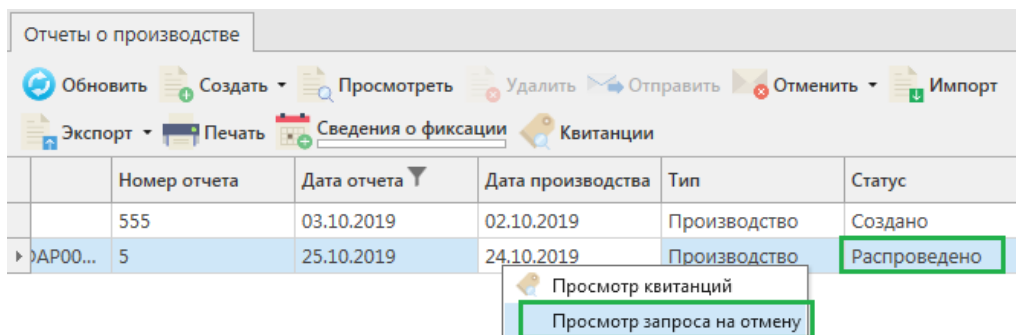 Отчеты о производстве
Обновить Создать Просмотреть Удалить Отправить Отменить Импорт
Экспорт Печать Сведения о фиксации Квитанции
Номер отчета Дата отчета Дата производства Тип Статус
555 03.10.2019 02.10.2019 Производство Создано
DAP00... 5 25.10.2019 24.10.2019 Производство Распроведено
Просмотр квитанций
Просмотр запроса на отмену